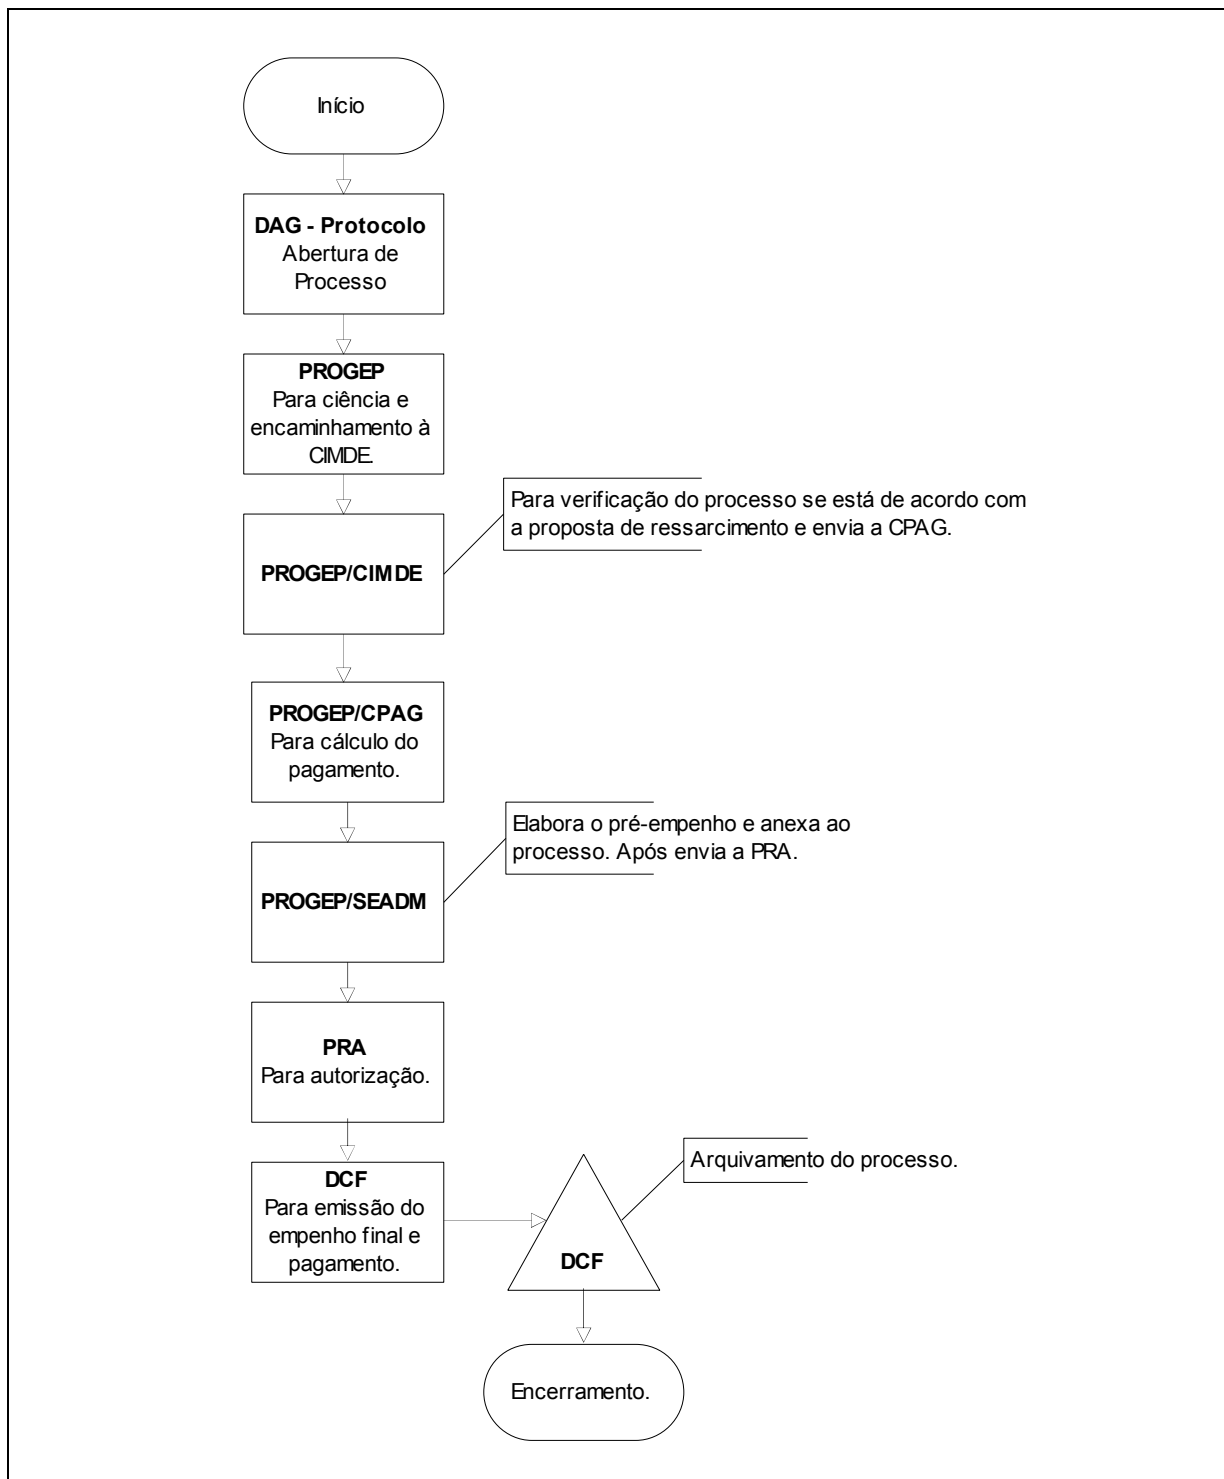 Início
DAG - Protocolo
Abertura de
Processo
PROGEP
Para ciência e
encaminhamento à
CIMDE.
Para verificação do processo se está de acordo com
a proposta de ressarcimento e envia a CPAG.
PROGEP/CIMDE
PROGEP/CPAG
Para cálculo do
pagamento.
Elabora o pré-empenho e anexa ao
processo. Após envia a PRA.
PROGEP/SEADM
PRA
Para autorização.
DCF
Para emissão do
empenho final e
pagamento.
Arquivamento do processo.
DCF
Encerramento.